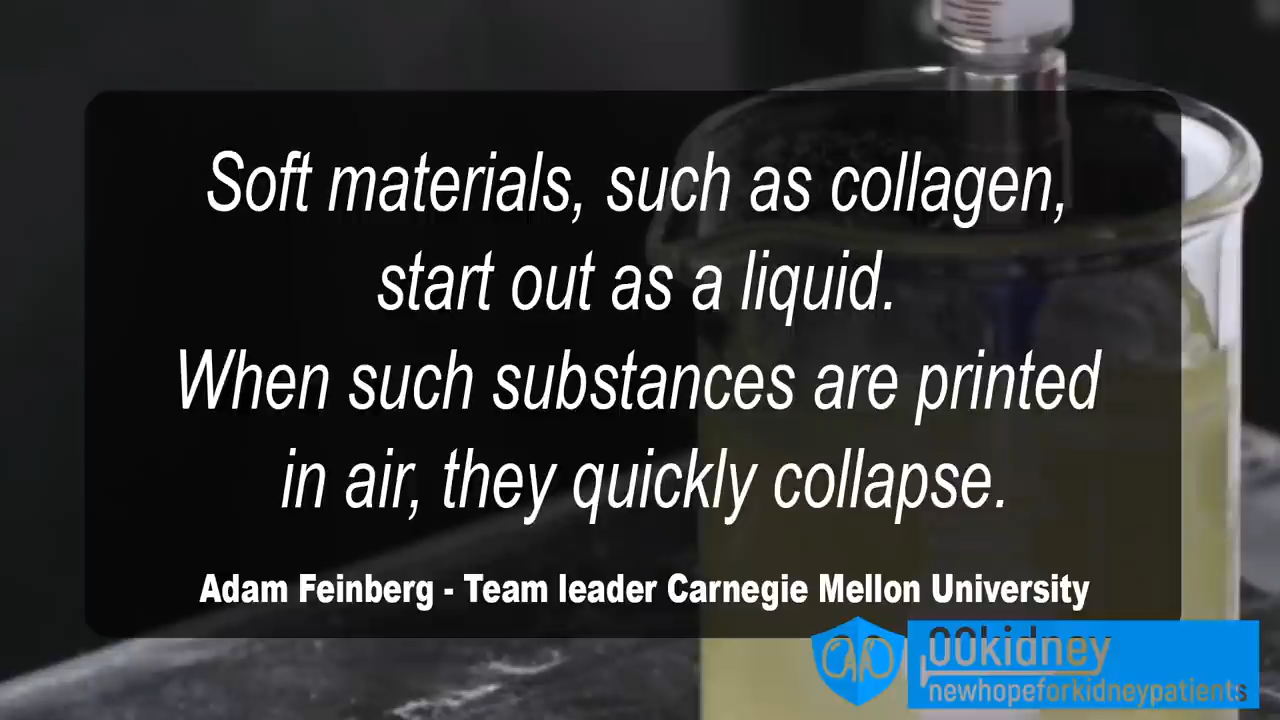 Soft materials, such as collagen,
start out as a liquid.
When such substances are printed
in air, they quickly collapse.
Adam Feinberg - Team leader Carnegie Mellon University
00kidney
newhopeforkidneypatients